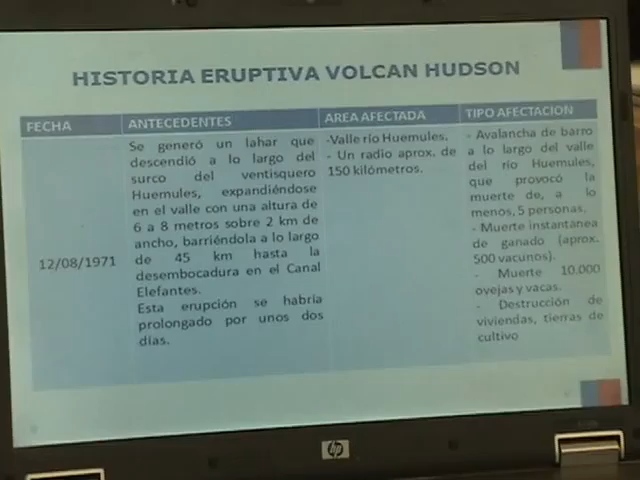 HISTORIA ERUPTIVA VOLCAN HUDSON
FECHA
ANTECEDENTES
AREA AFECTADA
TIPO AFECTACION
12/08/1971
Se generó un lahar que
descendió a lo largo del
surco del ventisquero
Huemules, expandiéndose
en el valle con una altura de
6 a 8 metros sobre 2 km de
ancho, barriéndola a lo largo
de 45 km hasta la
desembocadura en el Canal
Elefantes.
Esta erupción se habría
prolongado por unos dos
días.
-Valle río Huemules.
- Un radio aprox. de
150 kilómetros.
- Avalancha de barro
a lo largo del valle
del río Huemules,
que provocó la
muerte de, a lo
menos, 5 personas.
- Muerte instantánea
de ganado (aprox.
500 vacunos).
- Muerte 10.000
ovejas y vacas.
- Destrucción de
viviendas, tierras de
cultivo
hp